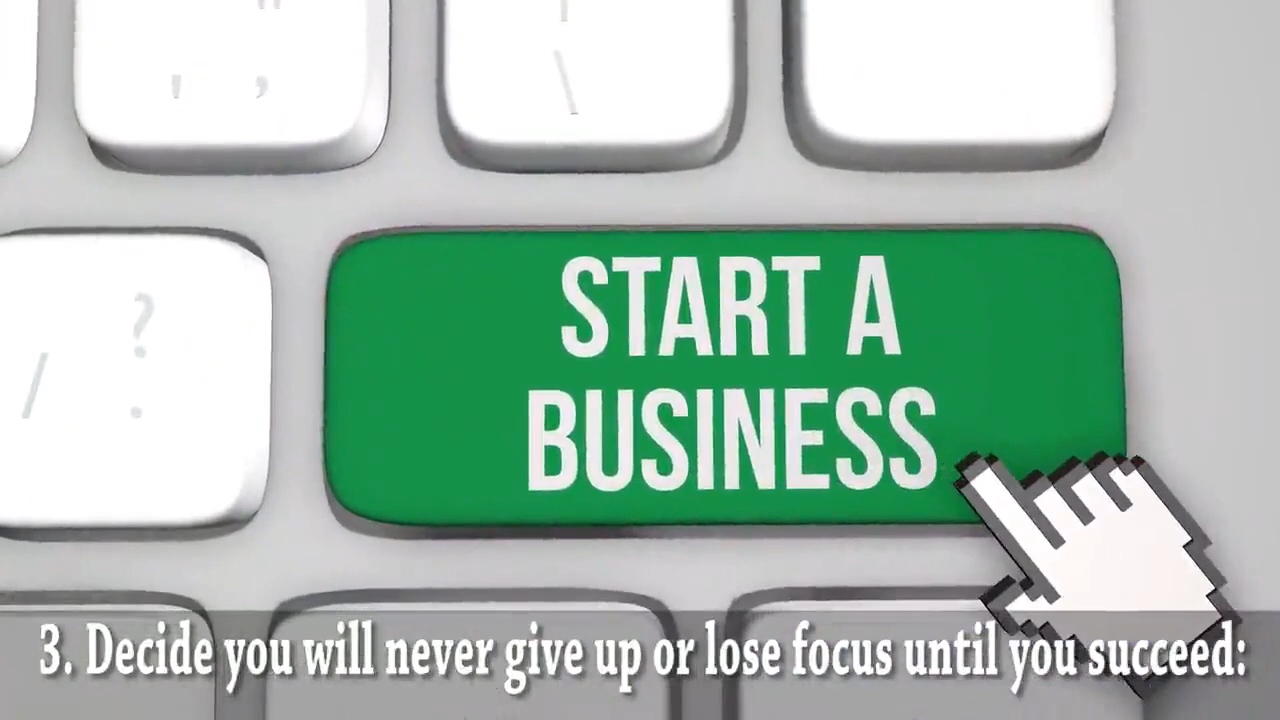 " 
' ,
\
? 
/ .
START A
BUSINESS
3. Decide you will never give up or lose focus until you succeed: